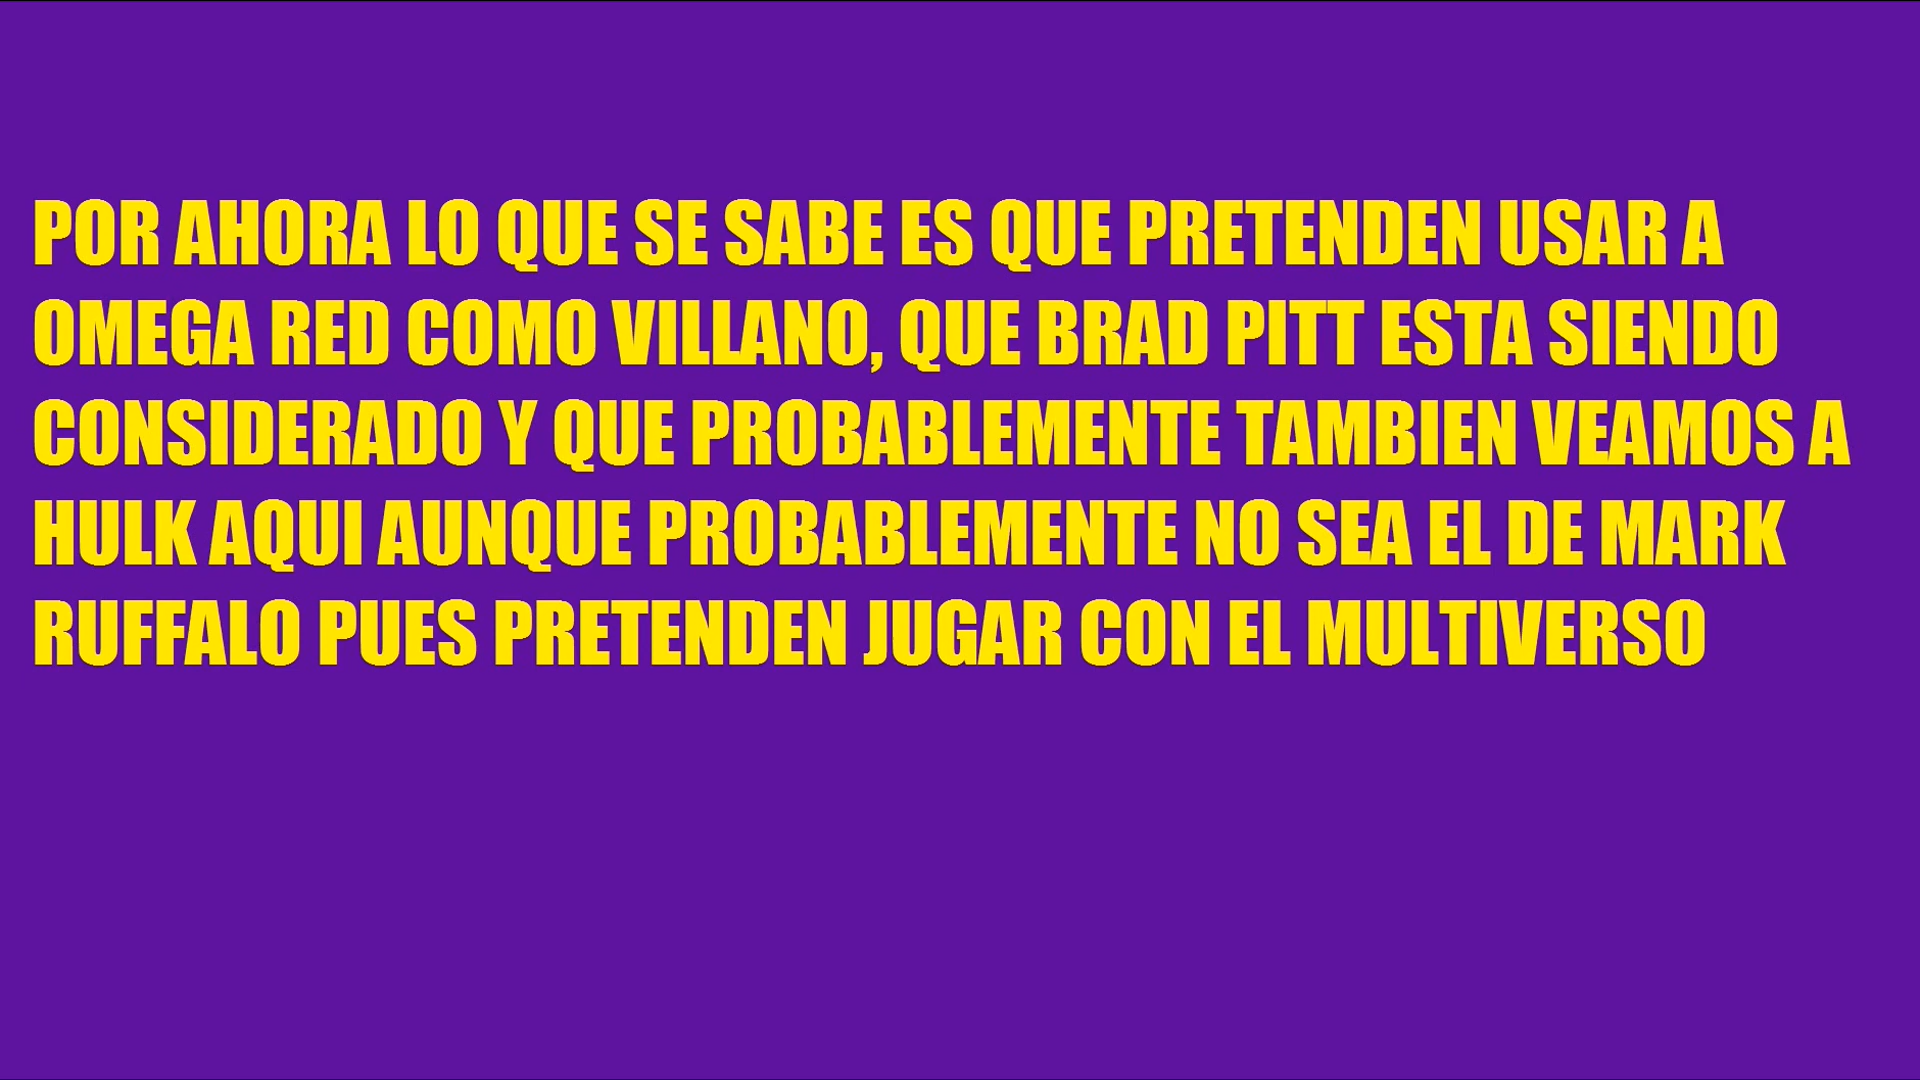 POR AHORA LO QUE SE SABE ES QUE PRETENDEN USAR A
OMEGA RED COMO VILLANO, QUE BRAD PITT ESTA SIENDO
CONSIDERADO Y QUE PROBABLEMENTE TAMBIEN VEAMOS A
HULK AQUI AUNQUE PROBABLEMENTE NO SEA EL DE MARK
RUFFALO PUES PRETENDEN JUGAR CON EL MULTIVERSO